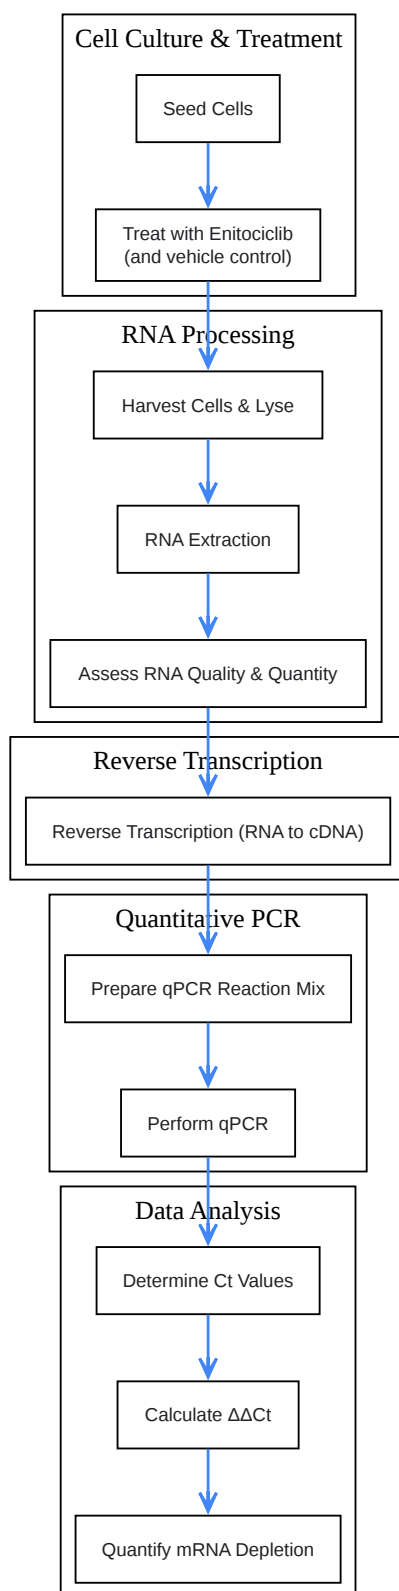 Cell Culture & Treatment
Seed Cells
Treat with Enitociclib
(and vehicle control)
RNA Processing
Harvest Cells & Lyse
RNA Extraction
Assess RNA Quality & Quantity
Reverse Transcription
Reverse Transcription (RNA to cDNA)
Quantitative PCR
Prepare qPCR Reaction Mix
Perform qPCR
Data Analysis
Determine Ct Values
Calculate ΔΔCt
Quantify mRNA Depletion